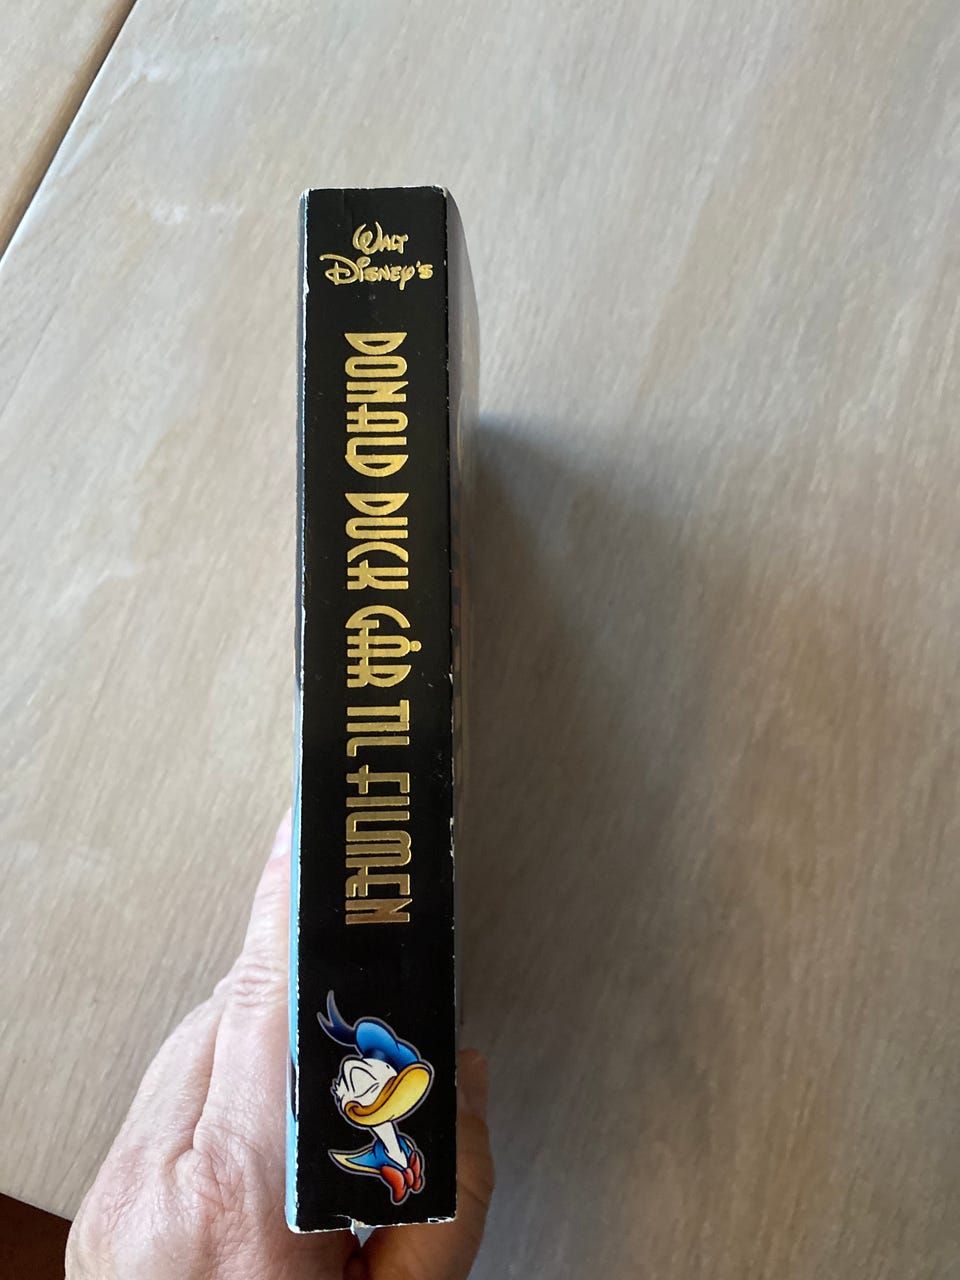 WALT
DISNEY'S
DONALD DUCK GÅR TIL FILMEN